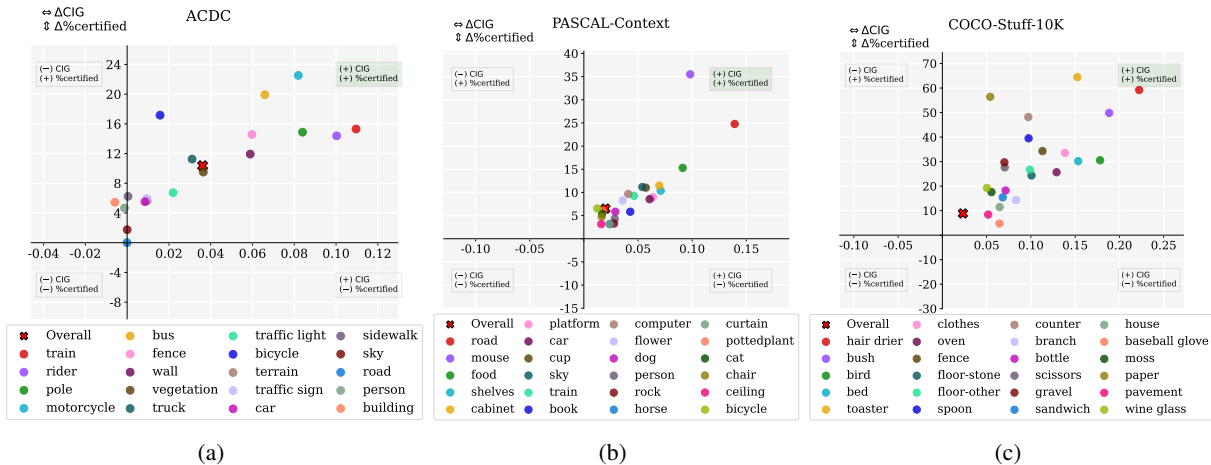 ⇔ ΔCIG
⇕ Δ%certified
ACDC
(−) CIG
(+) %certified
(+) CIG
(+) %certified
24
20
16
12
8
4
-4
-8
-0.04
-0.02
0.02
0.04
0.06
0.08
0.10
0.12
(−) CIG
(−) %certified
(+) CIG
(−) %certified
Overall
bus
traffic light
sidewalk
train
fence
bicycle
sky
rider
wall
terrain
road
pole
vegetation
traffic sign
person
motorcycle
truck
car
building
(a)
⇔ ΔCIG
⇕ Δ%certified
PASCAL-Context
(−) CIG
(+) %certified
(+) CIG
(+) %certified
40
35
30
25
20
15
10
5
-5
-10
-15
-0.10
-0.05
0.05
0.10
0.15
(−) CIG
(−) %certified
(+) CIG
(−) %certified
Overall
platform
computer
curtain
road
car
flower
pottedplant
mouse
cup
dog
cat
food
sky
person
chair
shelves
train
rock
ceiling
cabinet
book
horse
bicycle
(b)
⇔ ΔCIG
⇕ Δ%certified
COCO-Stuff-10K
(−) CIG
(+) %certified
(+) CIG
(+) %certified
70
60
50
40
30
20
10
-10
-20
-30
-0.10
-0.05
0.05
0.10
0.15
0.20
0.25
(−) CIG
(−) %certified
(+) CIG
(−) %certified
Overall
clothes
counter
house
hair drier
oven
branch
baseball glove
bush
fence
bottle
moss
bird
floor-stone
scissors
paper
bed
floor-other
gravel
pavement
toaster
spoon
sandwich
wine glass
(c)